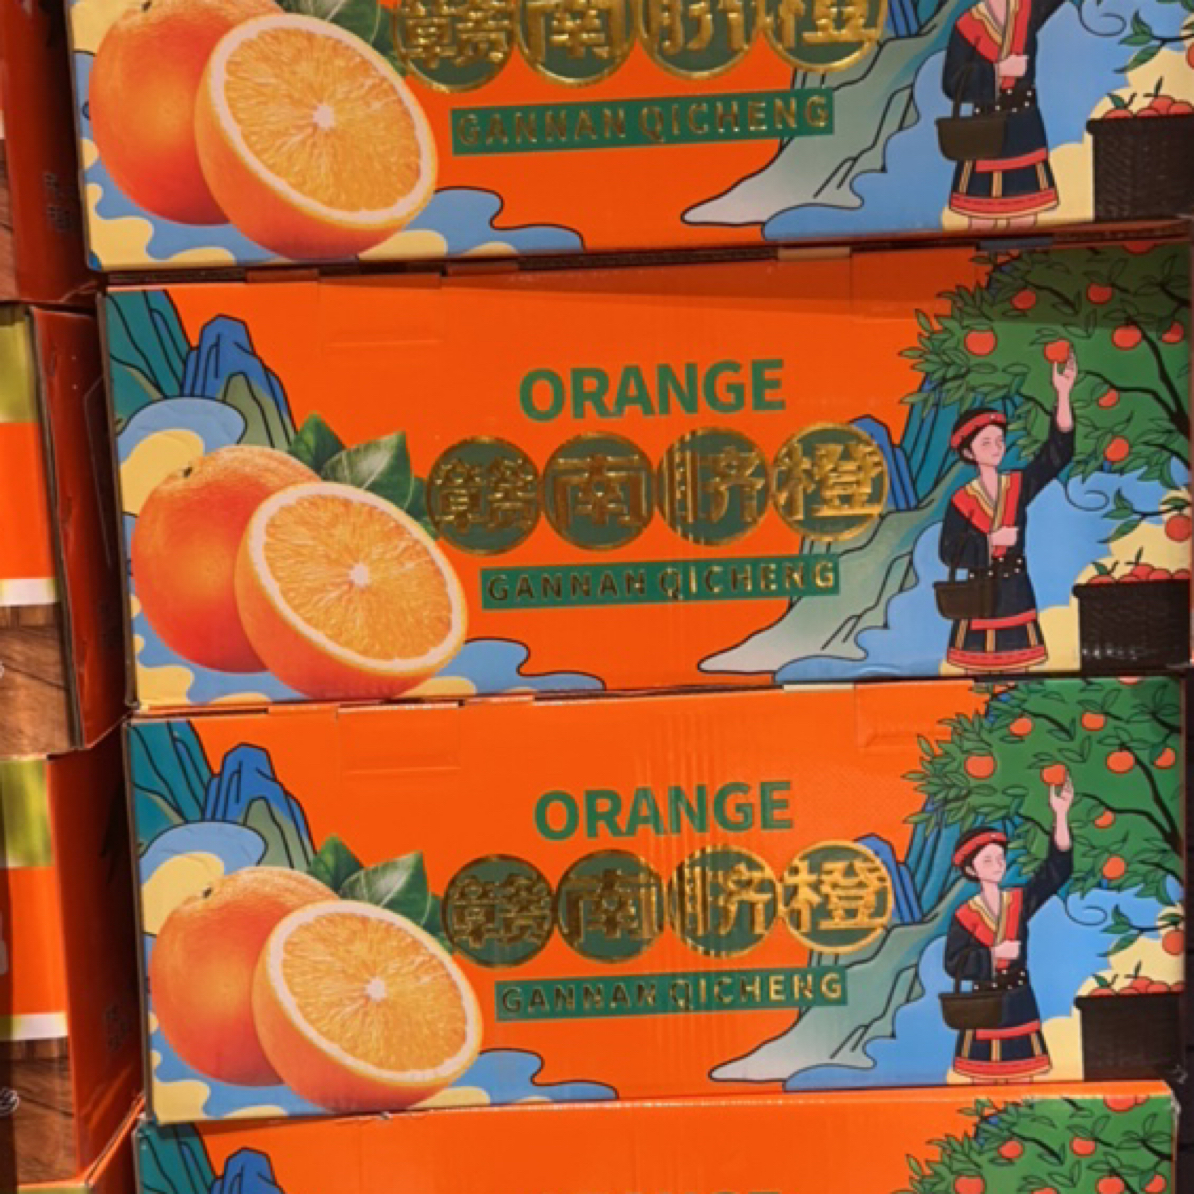 赣南脐橙
GANNAN QICHENG
ORANGE
赣南脐橙
GANNAN QICHENG
ORANGE
赣南脐橙
GANNAN QICHENG